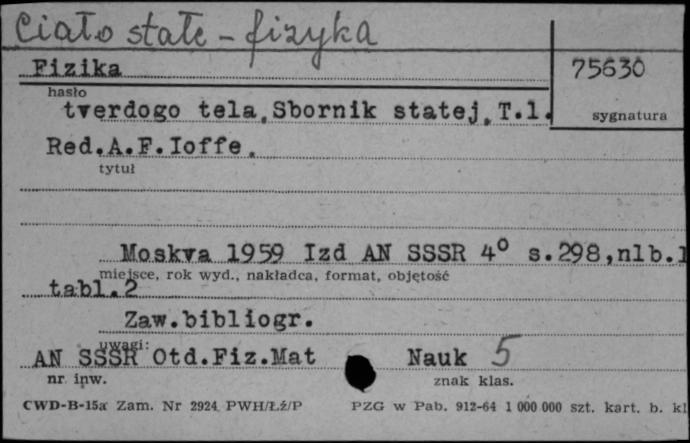 Ciało stałe - fizyka
Fizika
75630
hasło
tverdogo tela. Sbornik statej. T.1.
sygnatura
Red.A.F.Ioffe.
tytuł
Moskva 1959 Izd AN SSSR 4° s.298,nlb.1
miejsce, rok wyd., nakładca, format, objętość
tabl.2
Zaw.bibliogr.
uwagi:
AN SSSR Otd.Fiz.Mat Nauk 5
nr inw. znak klas.
CWD-B-15a Zam. Nr 2924 PWH/Łź/P PZG w Pab. 912-64 1 000 000 szt. kart. b. kl